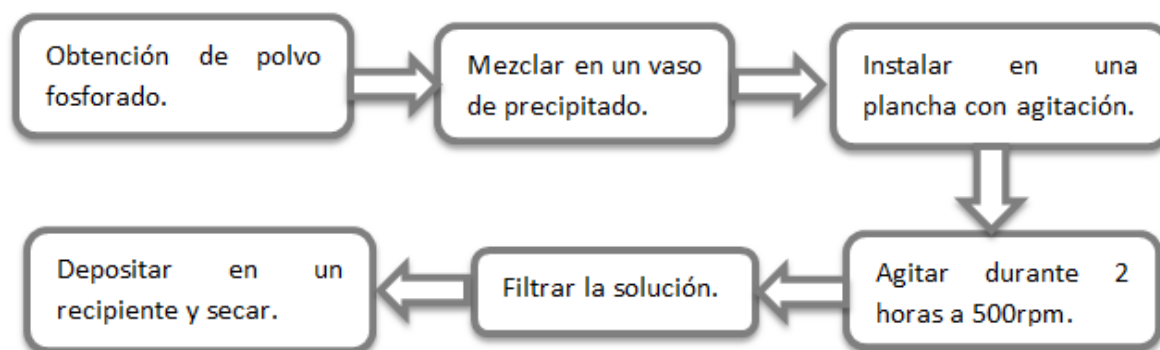 Obtención de polvo
fosforado.
Mezclar en un vaso
de precipitado.
Instalar en una
plancha con agitación.
Agitar durante 2
horas a 500rpm.
Filtrar la solución.
Depositar en un
recipiente y secar.